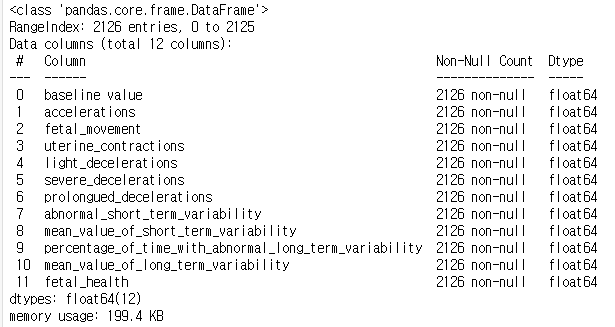 <class 'pandas.core.frame.DataFrame'>
RangeIndex: 2126 entries, 0 to 2125
Data columns (total 12 columns):
 #   Column                                                  Non-Null Count  Dtype
---  ------                                                  --------------  -----
 0   baseline value                                          2126 non-null   float64
 1   accelerations                                           2126 non-null   float64
 2   fetal_movement                                          2126 non-null   float64
 3   uterine_contractions                                    2126 non-null   float64
 4   light_decelerations                                     2126 non-null   float64
 5   severe_decelerations                                    2126 non-null   float64
 6   prolongued_decelerations                                2126 non-null   float64
 7   abnormal_short_term_variability                         2126 non-null   float64
 8   mean_value_of_short_term_variability                    2126 non-null   float64
 9   percentage_of_time_with_abnormal_long_term_variability  2126 non-null   float64
 10  mean_value_of_long_term_variability                     2126 non-null   float64
 11  fetal_health                                            2126 non-null   float64
dtypes: float64(12)
memory usage: 199.4 KB